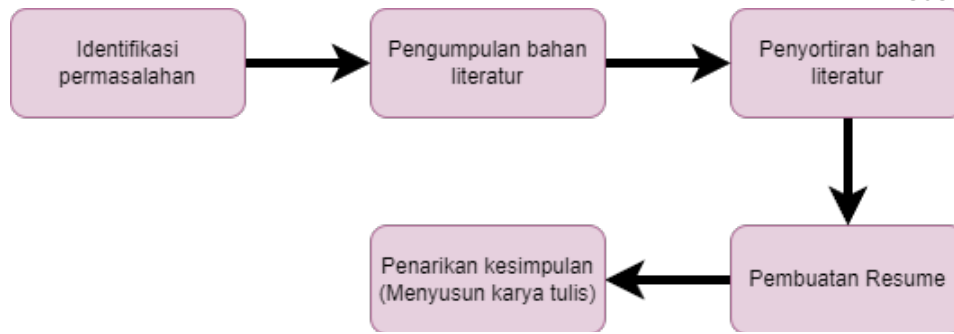 Identifikasi
permasalahan
Pengumpulan bahan
literatur
Penyortiran bahan
literatur
Pembuatan Resume
Penarikan kesimpulan
(Menyusun karya tulis)